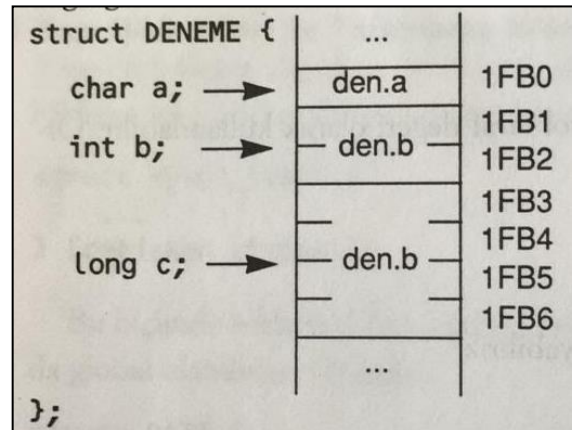 struct DENEME {
...
char a; den.a 1FB0
1FB1
int b; den.b
1FB2
1FB3
1FB4
long c; den.b
1FB5
1FB6
...
};